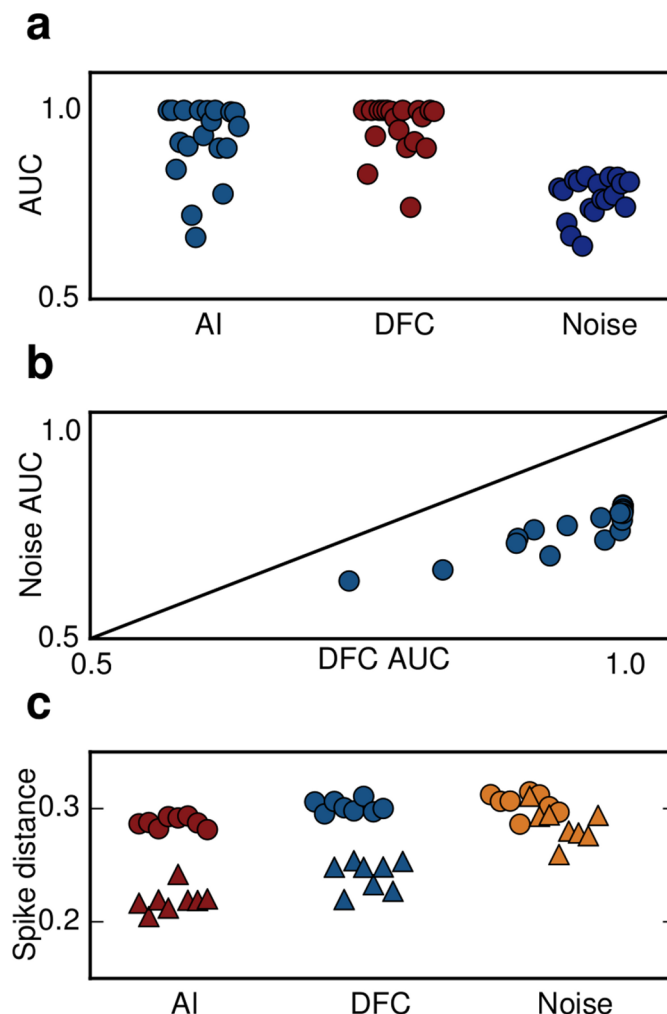 a
1.0
AUC
0.5
AI DFC Noise
b
1.0
Noise AUC
0.5
0.5 DFC AUC 1.0
c
0.3
Spike distance
0.2
AI DFC Noise